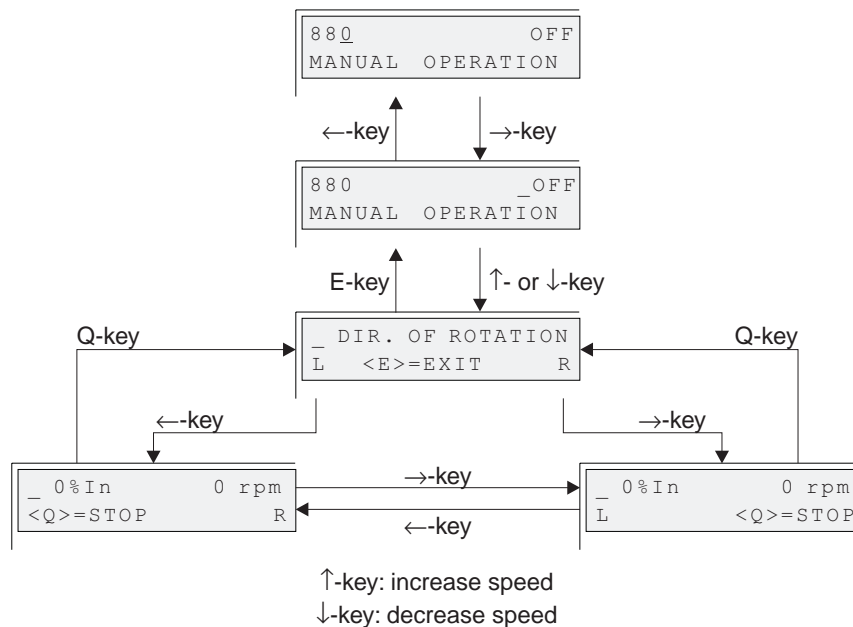 880 OFF
MANUAL OPERATION
←-key →-key
880 _OFF
MANUAL OPERATION
E-key ↑- or ↓-key
Q-key Q-key
_ DIR. OF ROTATION
L <E>=EXIT R
←-key →-key
_ 0%In 0 rpm
<Q>=STOP R
→-key
←-key
_ 0%In 0 rpm
L <Q>=STOP
↑-key: increase speed
↓-key: decrease speed